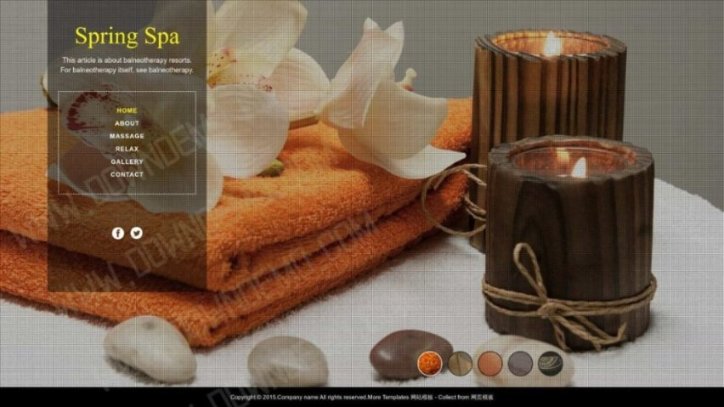 Spring Spa
This article is about balneotherapy resorts.
For balneotherapy itself, see balneotherapy.
HOME
ABOUT
MASSAGE
RELAX
GALLERY
CONTACT
Copyright © 2015.Company name All rights reserved.More Templates 网站模板 - Collect from 网页模板